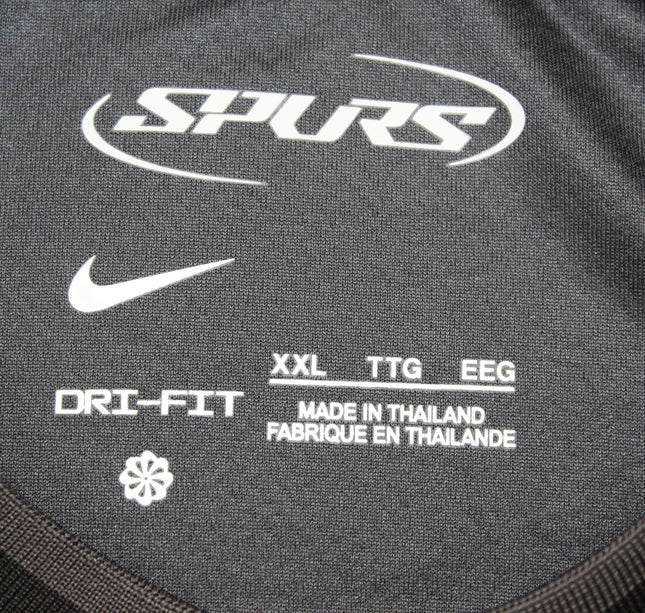 SPURS
XXL TTG EEG
DRI-FIT
MADE IN THAILAND
FABRIQUE EN THAILANDE